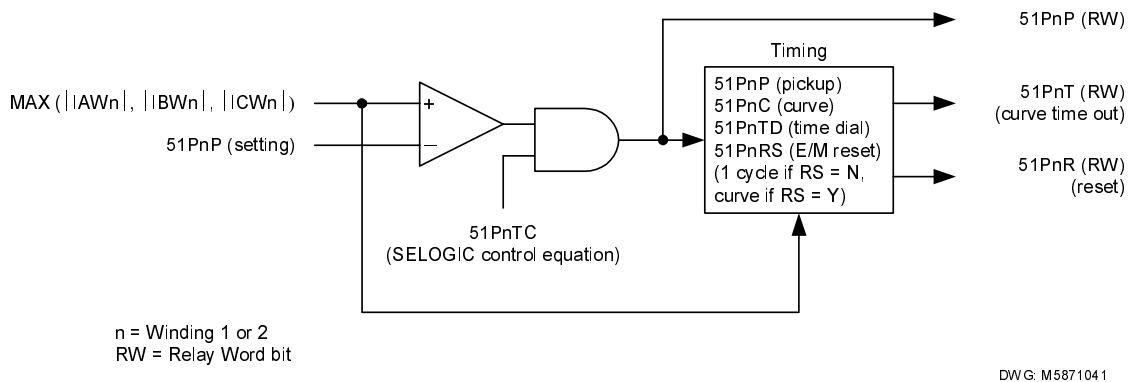 51PnP (RW)
Timing
MAX (|IAWn|, |IBWn|, |ICWn|)
+
51PnP (setting)
–
51PnP (pickup)
51PnC (curve)
51PnTD (time dial)
51PnRS (E/M reset)
(1 cycle if RS = N,
curve if RS = Y)
51PnT (RW)
(curve time out)
51PnR (RW)
(reset)
51PnTC
(SELOGIC control equation)
n = Winding 1 or 2
RW = Relay Word bit
DWG: M5871041